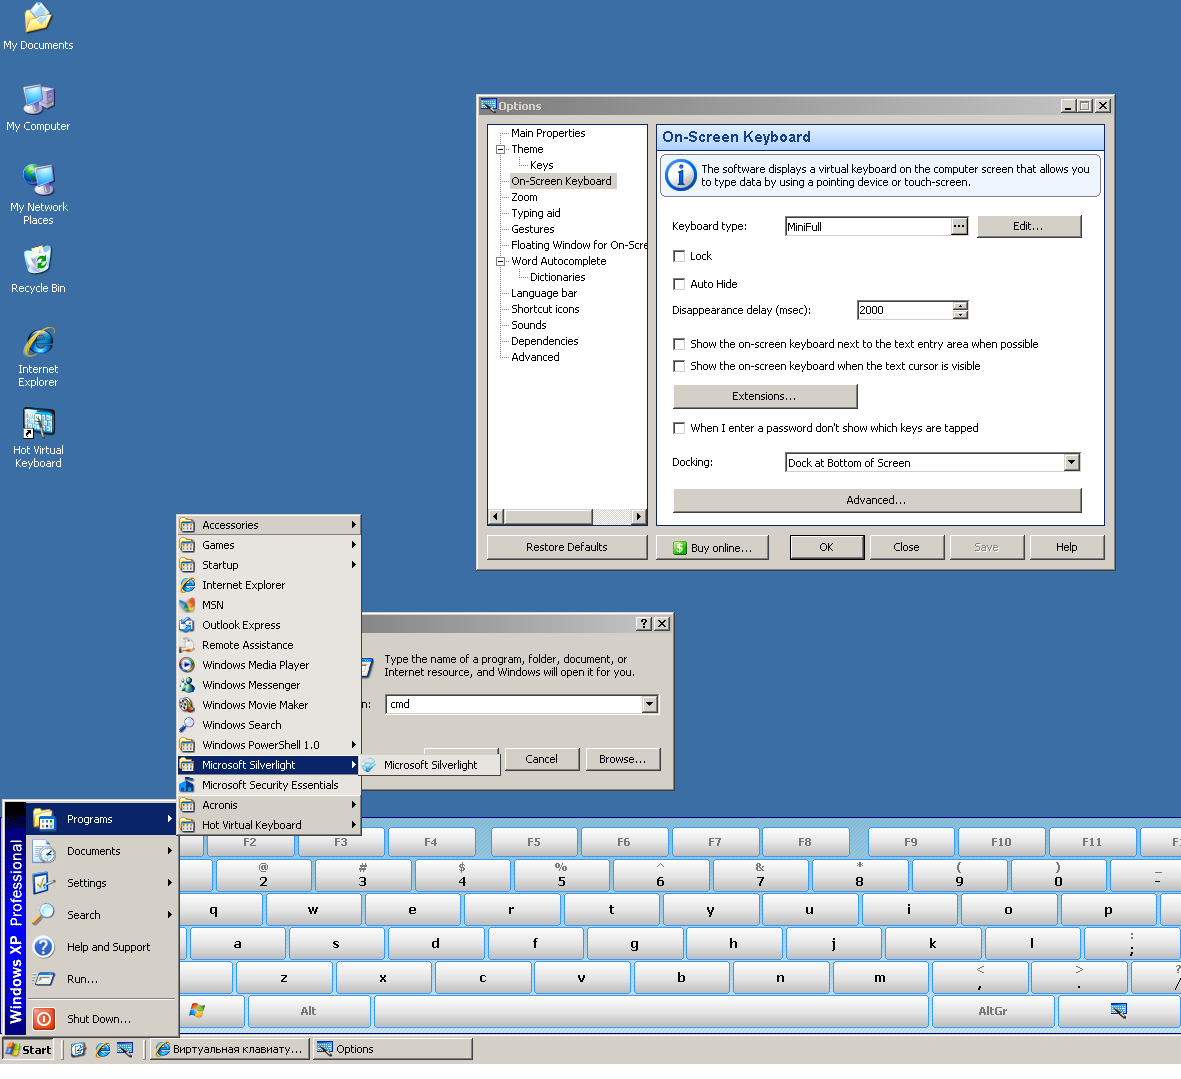 My Documents
My Computer
My Network
Places
Recycle Bin
Internet
Explorer
Hot Virtual
Keyboard
Options
Main Properties
Theme
Keys
On-Screen Keyboard
Zoom
Typing aid
Gestures
Floating Window for On-Scre
Word Autocomplete
Dictionaries
Language bar
Shortcut icons
Sounds
Dependencies
Advanced
On-Screen Keyboard
The software displays a virtual keyboard on the computer screen that allows you
to type data by using a pointing device or touch-screen.
Keyboard type: MiniFull ... Edit...
Lock
Auto Hide
Disappearance delay (msec): 2000
Show the on-screen keyboard next to the text entry area when possible
Show the on-screen keyboard when the text cursor is visible
Extensions...
When I enter a password don't show which keys are tapped
Docking: Dock at Bottom of Screen
Advanced...
Restore Defaults $ Buy online... OK Close Save Help
Accessories
Games
Startup
Internet Explorer
MSN
Outlook Express
Remote Assistance
Windows Media Player
Windows Messenger
Windows Movie Maker
Windows Search
Windows PowerShell 1.0
Microsoft Silverlight
Microsoft Security Essentials
Acronis
Hot Virtual Keyboard
Microsoft Silverlight
?
Type the name of a program, folder, document, or
Internet resource, and Windows will open it for you.
n: cmd
Cancel Browse...
Windows XP Professional
Programs
Documents
Settings
Search
Help and Support
Run...
Shut Down...
F2 F3 F4 F5 F6 F7 F8 F9 F10 F11
@ # $ % ^ & * ( ) _
2 3 4 5 6 7 8 9 0 -
q w e r t y u i o p
a s d f g h j k l : ;
z x c v b n m < , > . ? /
Alt AltGr
Start Виртуальная клавиату... Options